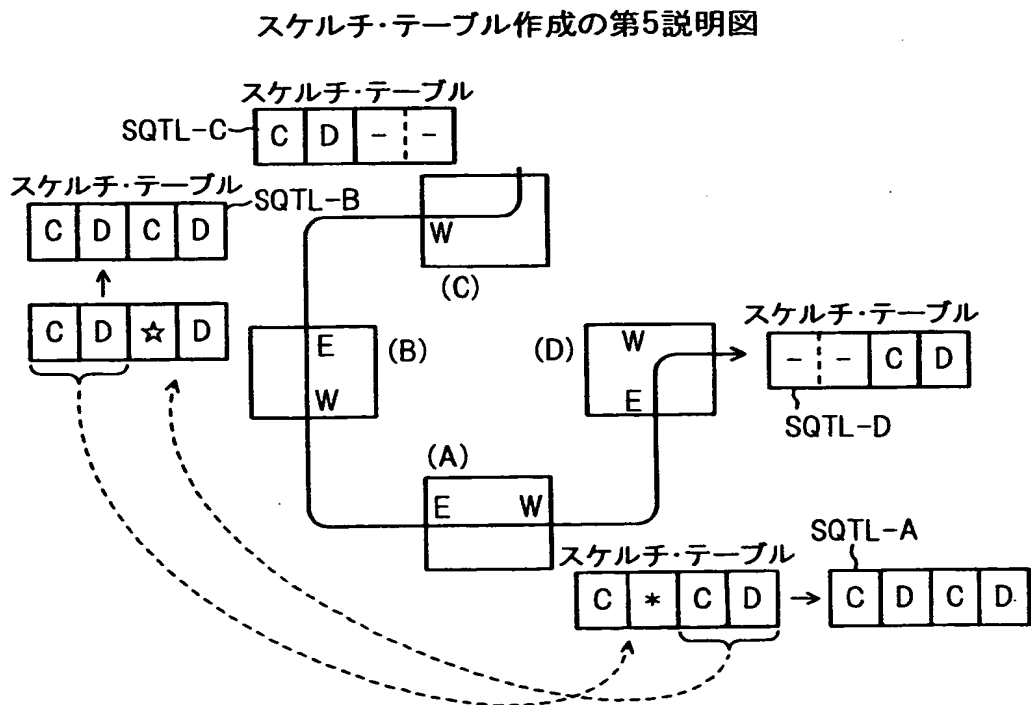 スケルチ・テーブル作成の第5説明図
スケルチ・テーブル
SQTL-C
C D - -
スケルチ・テーブル
SQTL-B
C D C D
C D ☆ D
W
(C)
E
(B)
W
(D)
W
E
スケルチ・テーブル
- - C D
SQTL-D
(A)
E W
スケルチ・テーブル
SQTL-A
C * C D
C D C D